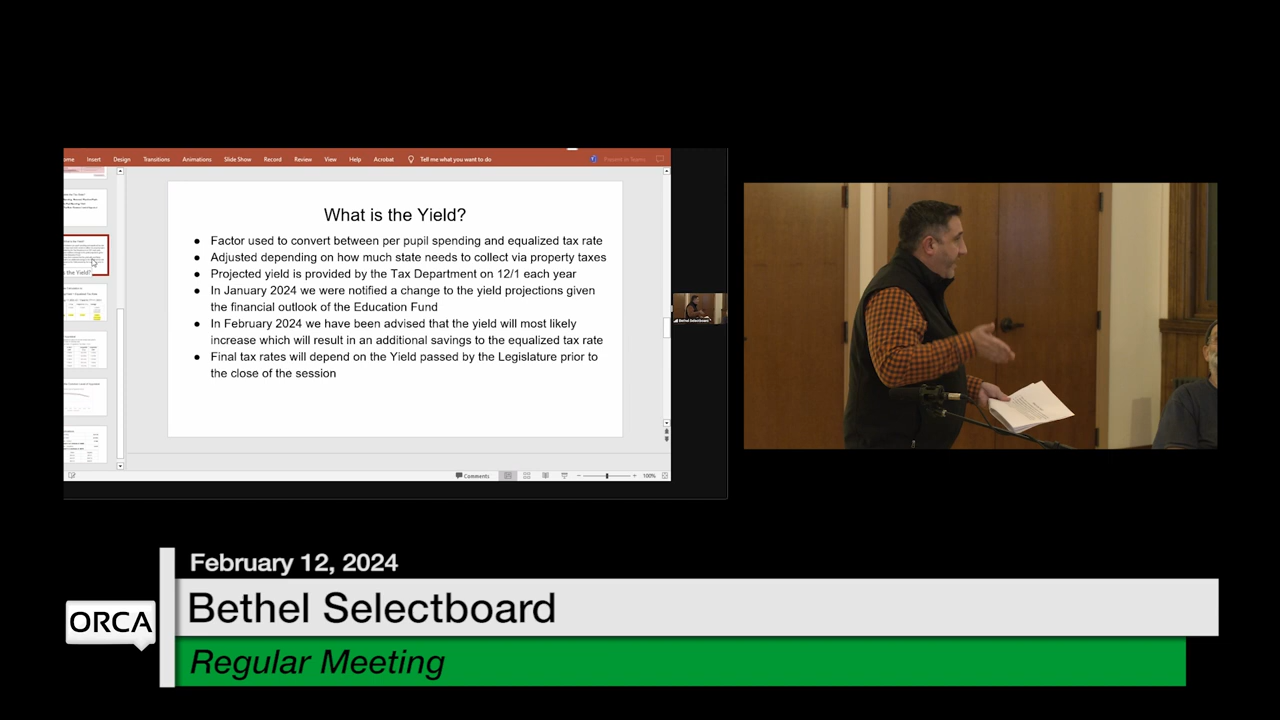 ome Insert Design Transitions Animations Slide Show Record Review View Help Acrobat Tell me what you want to do Present in Teams
What is the Yield?
● Factor used to convert between per pupil spending and equalized tax rate
● Adjusted depending on how much state needs to collect via property taxes
● Projected yield is provided by the Tax Department on 12/1 each year
● In January 2024 we were notified a change to the yield projections given
the financial outlook of the Education Fund
● In February 2024 we have been advised that the yield will most likely
increase which will result in an additional savings to the equalized tax rate
● Final tax rates will depend on the Yield passed by the Legislature prior to
the close of the session
Bethel Selectboard
Comments 100%
February 12, 2024
Bethel Selectboard
ORCA
Regular Meeting